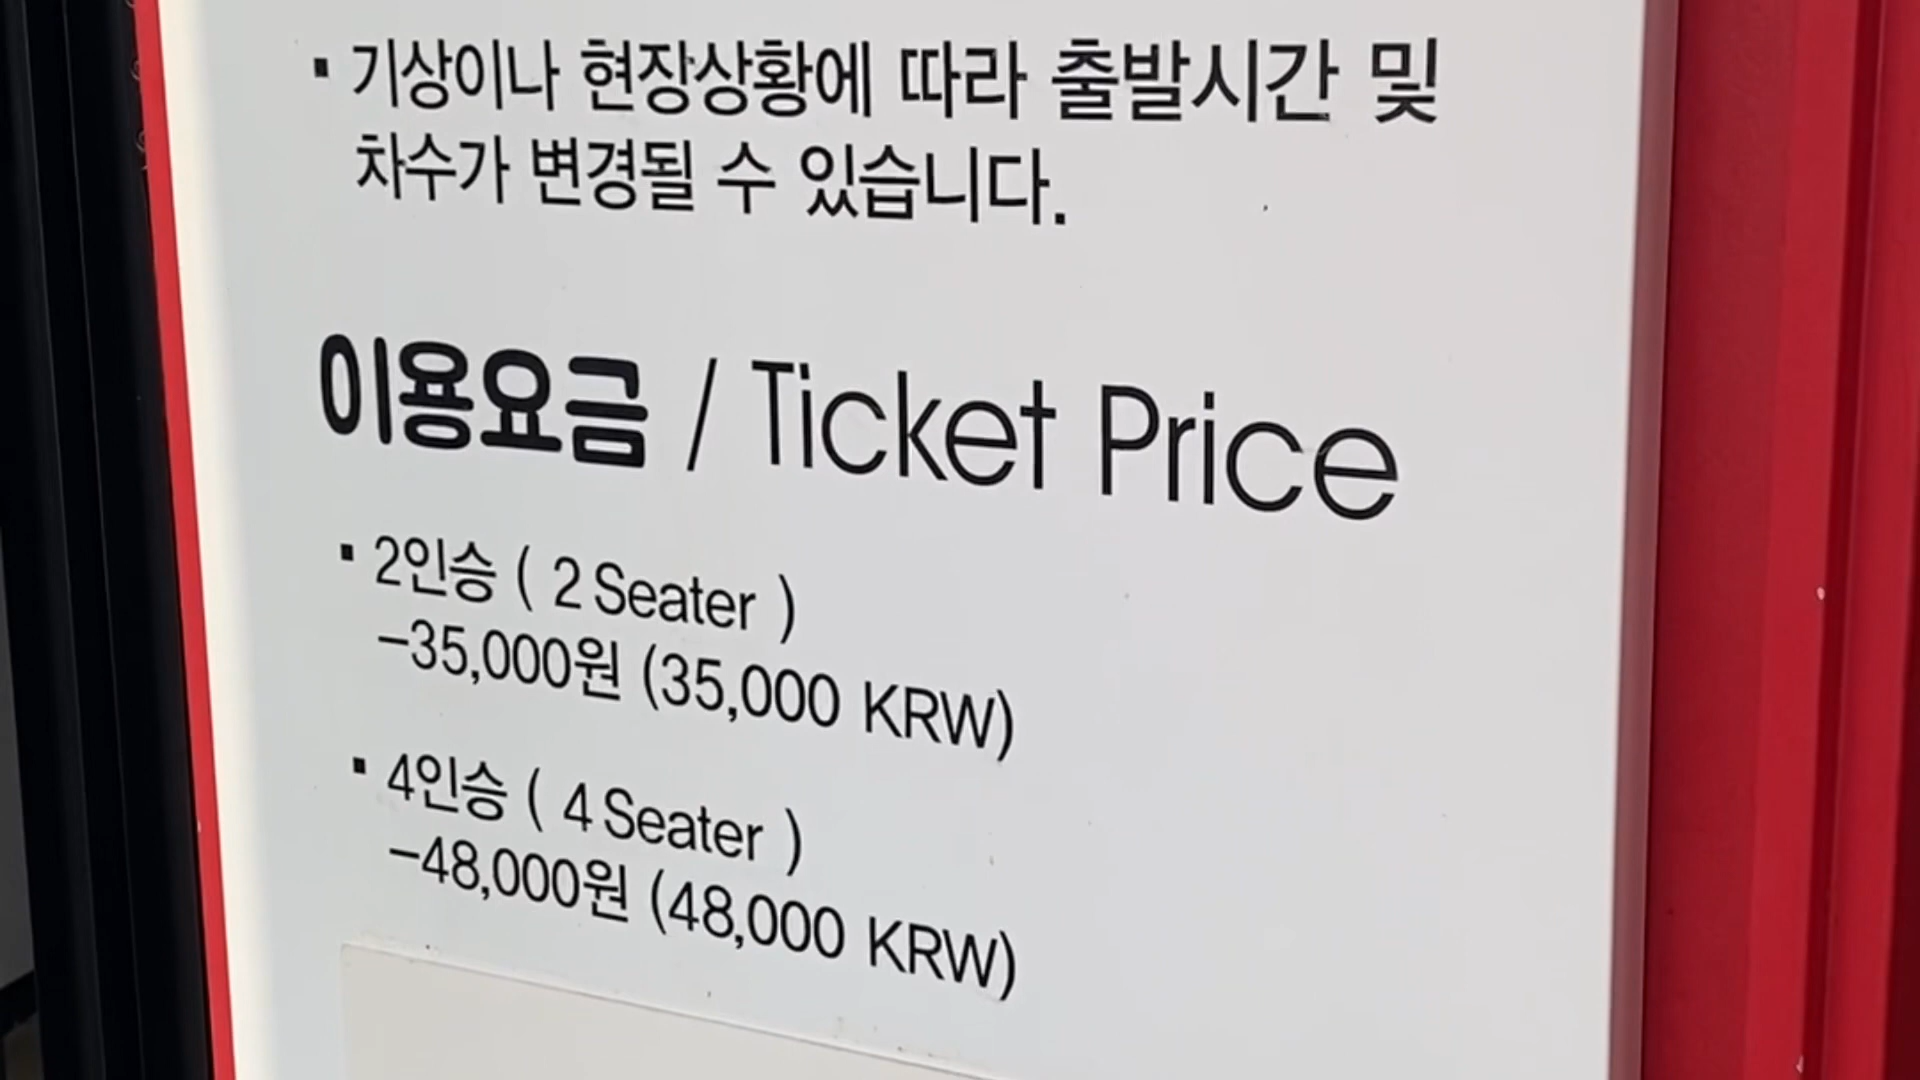 ▪ 기상이나 현장상황에 따라 출발시간 및
차수가 변경될 수 있습니다.
이용요금 / Ticket Price
▪ 2인승 ( 2 Seater )
-35,000원 (35,000 KRW)
▪ 4인승 ( 4 Seater )
-48,000원 (48,000 KRW)